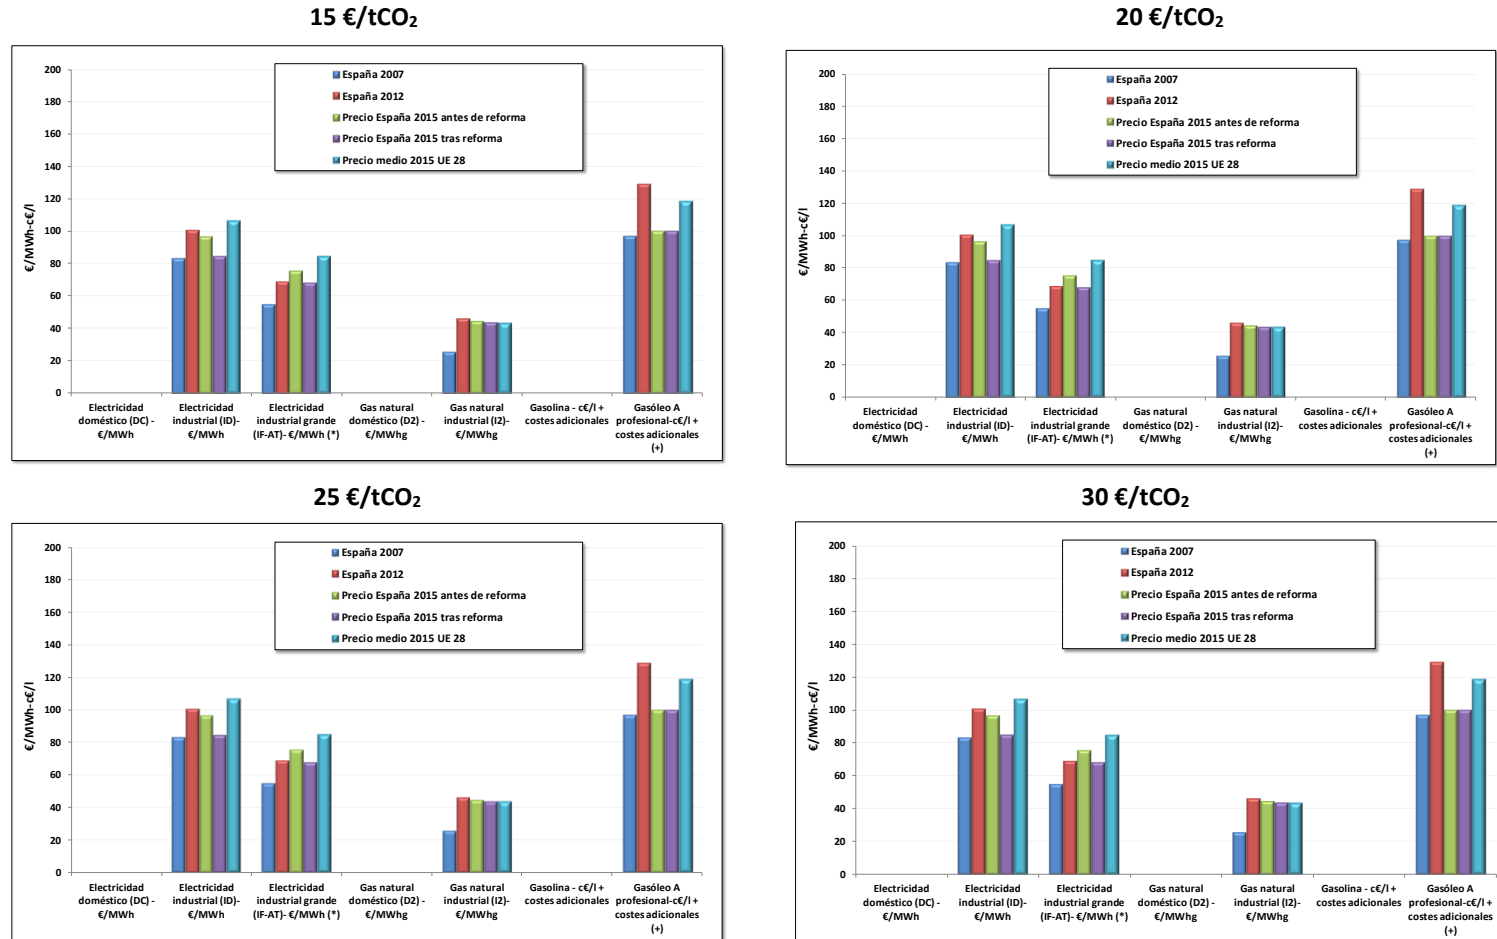 15 €/tCO₂
200
180
160
140
120
100
80
60
40
20
0
€/MWh-c€/l
España 2007
España 2012
Precio España 2015 antes de reforma
Precio España 2015 tras reforma
Precio medio 2015 UE 28
Electricidad
doméstico (DC) -
€/MWh
Electricidad
industrial (ID)-
€/MWh
Electricidad
industrial grande
(IF-AT)- €/MWh (*)
Gas natural
doméstico (D2) -
€/MWhg
Gas natural
industrial (I2)-
€/MWhg
Gasolina - c€/l +
costes adicionales
Gasóleo A
profesional-c€/l +
costes adicionales
(+)
20 €/tCO₂
200
180
160
140
120
100
80
60
40
20
0
€/MWh-c€/l
España 2007
España 2012
Precio España 2015 antes de reforma
Precio España 2015 tras reforma
Precio medio 2015 UE 28
Electricidad
doméstico (DC) -
€/MWh
Electricidad
industrial (ID)-
€/MWh
Electricidad
industrial grande
(IF-AT)- €/MWh (*)
Gas natural
doméstico (D2) -
€/MWhg
Gas natural
industrial (I2)-
€/MWhg
Gasolina - c€/l +
costes adicionales
Gasóleo A
profesional-c€/l +
costes adicionales
(+)
25 €/tCO₂
200
180
160
140
120
100
80
60
40
20
0
€/MWh-c€/l
España 2007
España 2012
Precio España 2015 antes de reforma
Precio España 2015 tras reforma
Precio medio 2015 UE 28
Electricidad
doméstico (DC) -
€/MWh
Electricidad
industrial (ID)-
€/MWh
Electricidad
industrial grande
(IF-AT)- €/MWh (*)
Gas natural
doméstico (D2) -
€/MWhg
Gas natural
industrial (I2)-
€/MWhg
Gasolina - c€/l +
costes adicionales
Gasóleo A
profesional-c€/l +
costes adicionales
(+)
30 €/tCO₂
200
180
160
140
120
100
80
60
40
20
0
€/MWh-c€/l
España 2007
España 2012
Precio España 2015 antes de reforma
Precio España 2015 tras reforma
Precio medio 2015 UE 28
Electricidad
doméstico (DC) -
€/MWh
Electricidad
industrial (ID)-
€/MWh
Electricidad
industrial grande
(IF-AT)- €/MWh (*)
Gas natural
doméstico (D2) -
€/MWhg
Gas natural
industrial (I2)-
€/MWhg
Gasolina - c€/l +
costes adicionales
Gasóleo A
profesional-c€/l +
costes adicionales
(+)